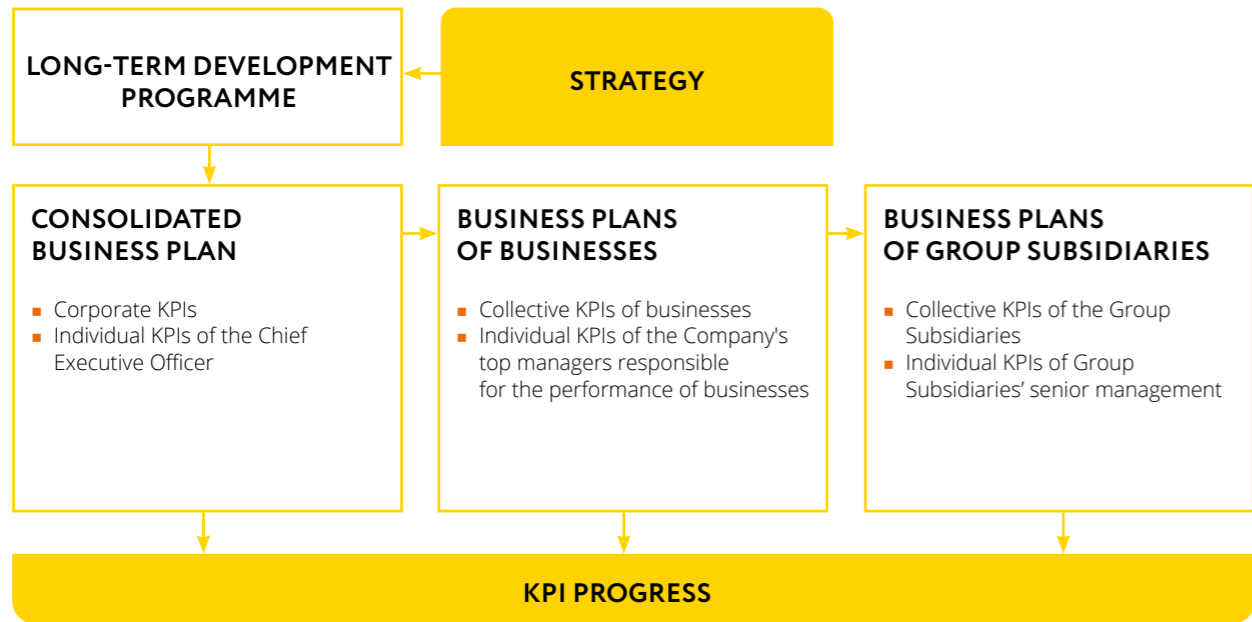 LONG-TERM DEVELOPMENT
PROGRAMME
STRATEGY
CONSOLIDATED
BUSINESS PLAN
Corporate KPIs
Individual KPIs of the Chief
Executive Officer
BUSINESS PLANS
OF BUSINESSES
Collective KPIs of businesses
Individual KPIs of the Company's
top managers responsible
for the performance of businesses
BUSINESS PLANS
OF GROUP SUBSIDIARIES
Collective KPIs of the Group
Subsidiaries
Individual KPIs of Group
Subsidiaries’ senior management
KPI PROGRESS